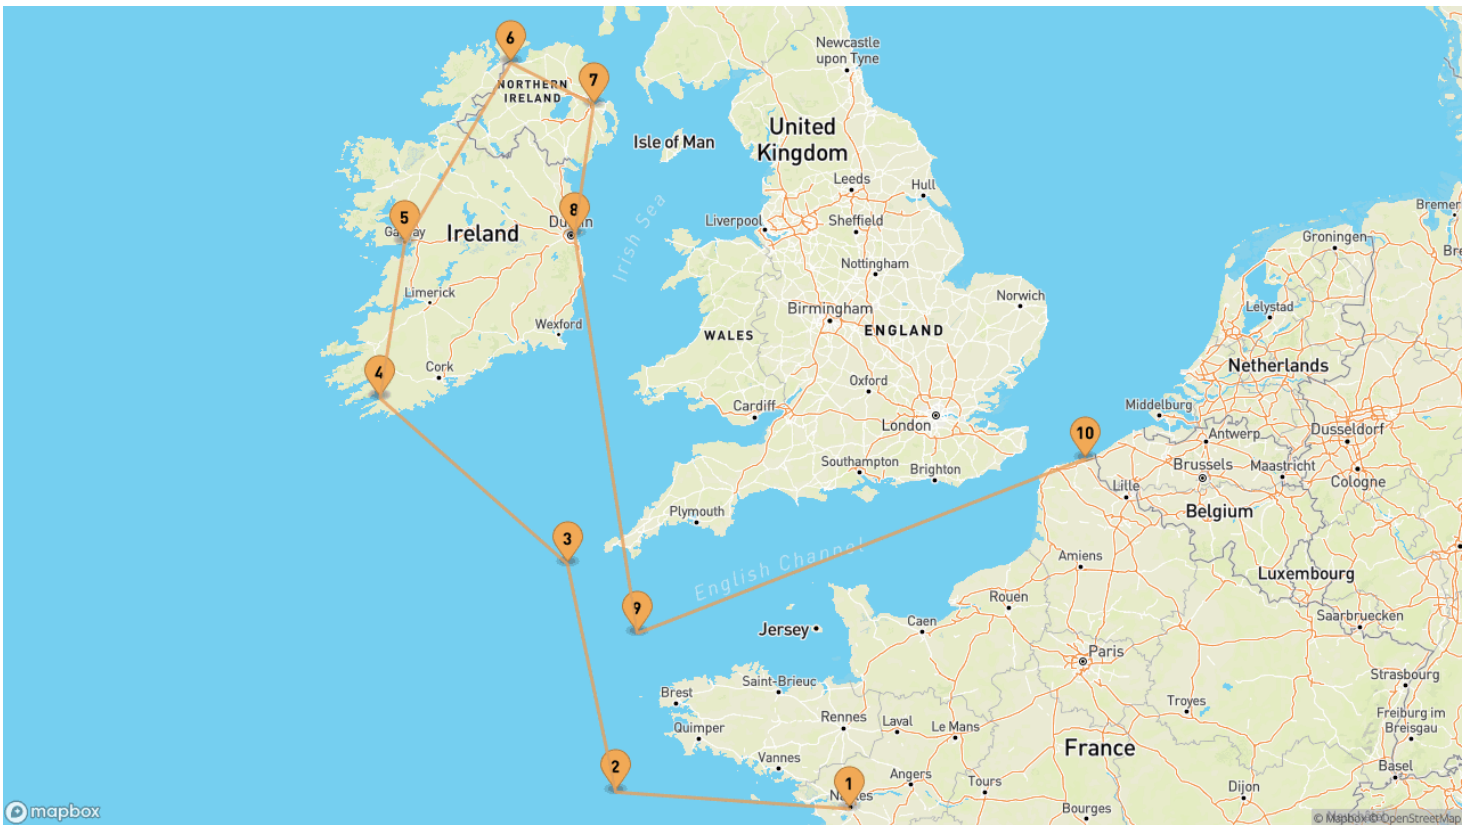 6
Newcastle
upon Tyne
7
NORTHERN
IRELAND
United
Kingdom
Isle of Man
Leeds
Hull
Bremer
5
8
Liverpool
Sheffield
Ireland
Irish Sea
Groningen
Bre
Nottingham
Limerick
Norwich
Birmingham
Lelystad
Wexford
WALES
ENGLAND
Netherlands
4
Cork
Oxford
Cardiff
Middelburg
London
10
Antwerp
Dusseldorf
Southampton
Brighton
Brussels
Maastricht
Cologne
Lille
Plymouth
Belgium
3
English Channel
Amiens
Luxembourg
Rouen
9
Jersey
Caen
Saarbrucken
Paris
Saint-Brieuc
Strasbourg
Brest
Rennes
Laval
Troyes
Quimper
Le Mans
Freiburg im
Breisgau
France
2
Vannes
Basel
1
Angers
Tours
Dijon
Bourges
mapbox
© Mapbox © OpenStreetMap